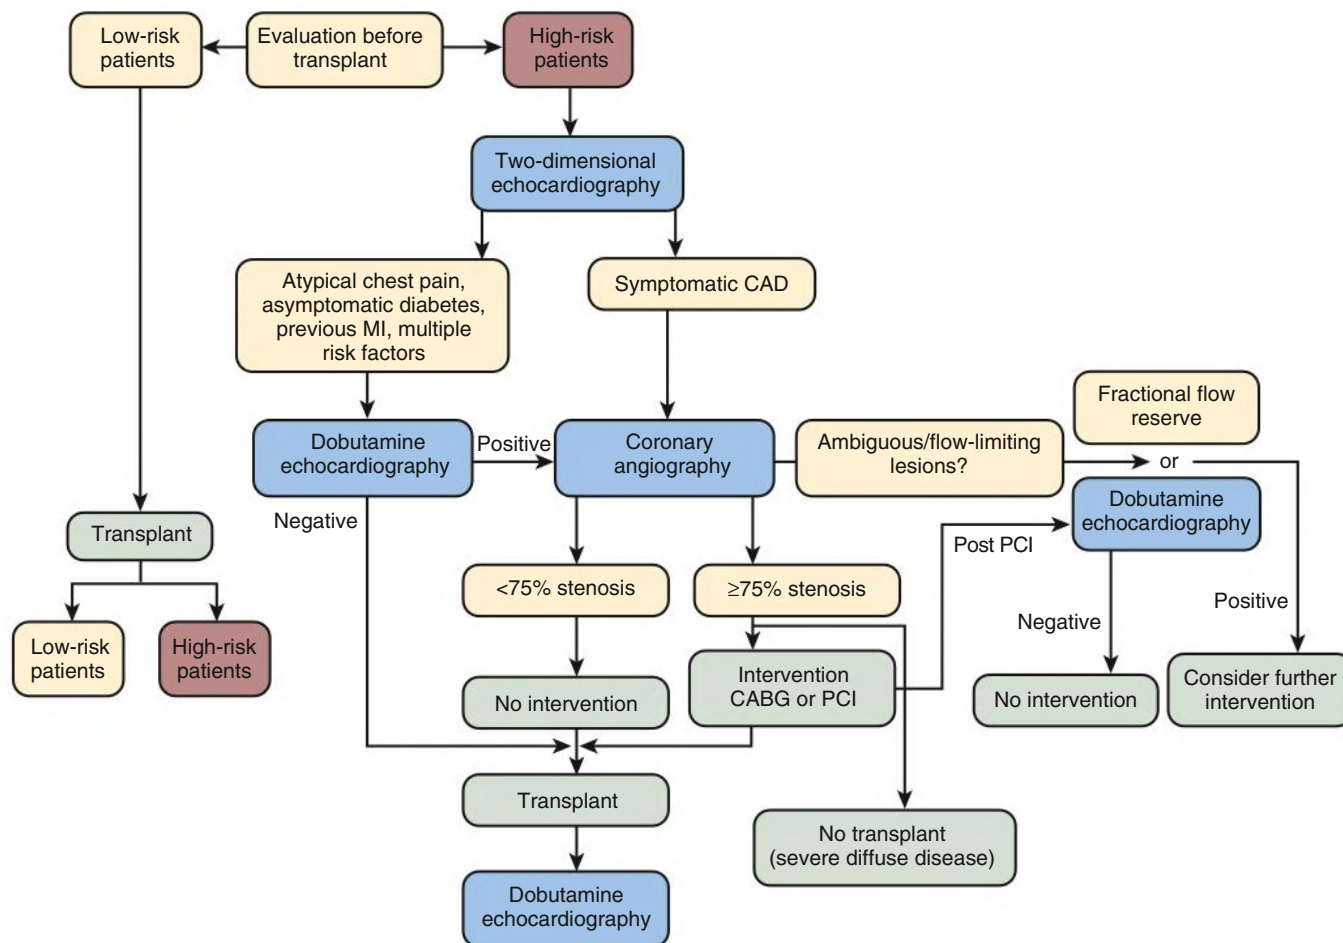 Low-risk
patients
Evaluation before
transplant
High-risk
patients
Two-dimensional
echocardiography
Atypical chest pain,
asymptomatic diabetes,
previous MI, multiple
risk factors
Symptomatic CAD
Fractional flow
reserve
Dobutamine
echocardiography
Positive
Coronary
angiography
Ambiguous/flow-limiting
lesions?
or
Dobutamine
echocardiography
Negative
Transplant
Post PCI
<75% stenosis
≥75% stenosis
Negative
Positive
Low-risk
patients
High-risk
patients
No intervention
Intervention
CABG or PCI
No intervention
Consider further
intervention
Transplant
No transplant
(severe diffuse disease)
Dobutamine
echocardiography